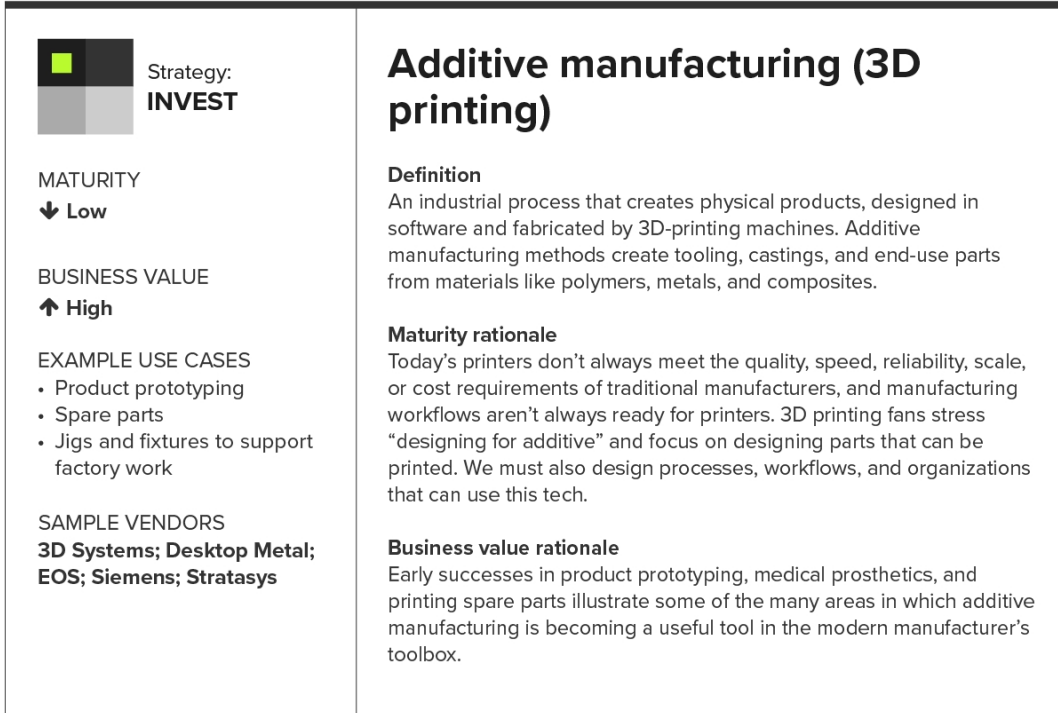 Strategy:
INVEST
MATURITY
↓ Low
BUSINESS VALUE
↑ High
EXAMPLE USE CASES
• Product prototyping
• Spare parts
• Jigs and fixtures to support
factory work
SAMPLE VENDORS
3D Systems; Desktop Metal;
EOS; Siemens; Stratasys
Additive manufacturing (3D
printing)
Definition
An industrial process that creates physical products, designed in
software and fabricated by 3D-printing machines. Additive
manufacturing methods create tooling, castings, and end-use parts
from materials like polymers, metals, and composites.
Maturity rationale
Today’s printers don’t always meet the quality, speed, reliability, scale,
or cost requirements of traditional manufacturers, and manufacturing
workflows aren’t always ready for printers. 3D printing fans stress
“designing for additive” and focus on designing parts that can be
printed. We must also design processes, workflows, and organizations
that can use this tech.
Business value rationale
Early successes in product prototyping, medical prosthetics, and
printing spare parts illustrate some of the many areas in which additive
manufacturing is becoming a useful tool in the modern manufacturer’s
toolbox.